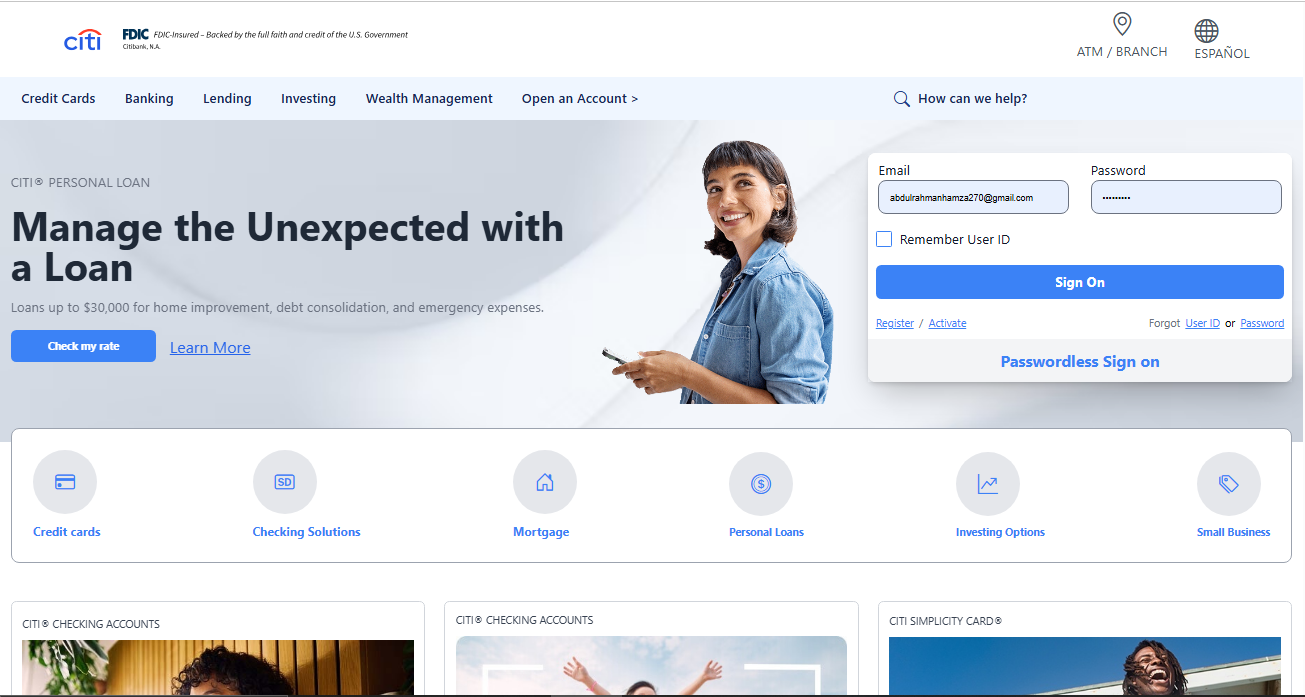 citi
FDIC FDIC-Insured – Backed by the full faith and credit of the U.S. Government
Citibank, N.A.
ATM / BRANCH
ESPAÑOL
Credit Cards
Banking
Lending
Investing
Wealth Management
Open an Account >
How can we help?
CITI® PERSONAL LOAN
Manage the Unexpected with
a Loan
Loans up to $30,000 for home improvement, debt consolidation, and emergency expenses.
Check my rate
Learn More
Email
Password
abdulrahmanhamza270@gmail.com
.........
Remember User ID
Sign On
Register / Activate
Forgot User ID or Password
Passwordless Sign on
SD
$
Credit cards
Checking Solutions
Mortgage
Personal Loans
Investing Options
Small Business
CITI® CHECKING ACCOUNTS
CITI® CHECKING ACCOUNTS
CITI SIMPLICITY CARD®